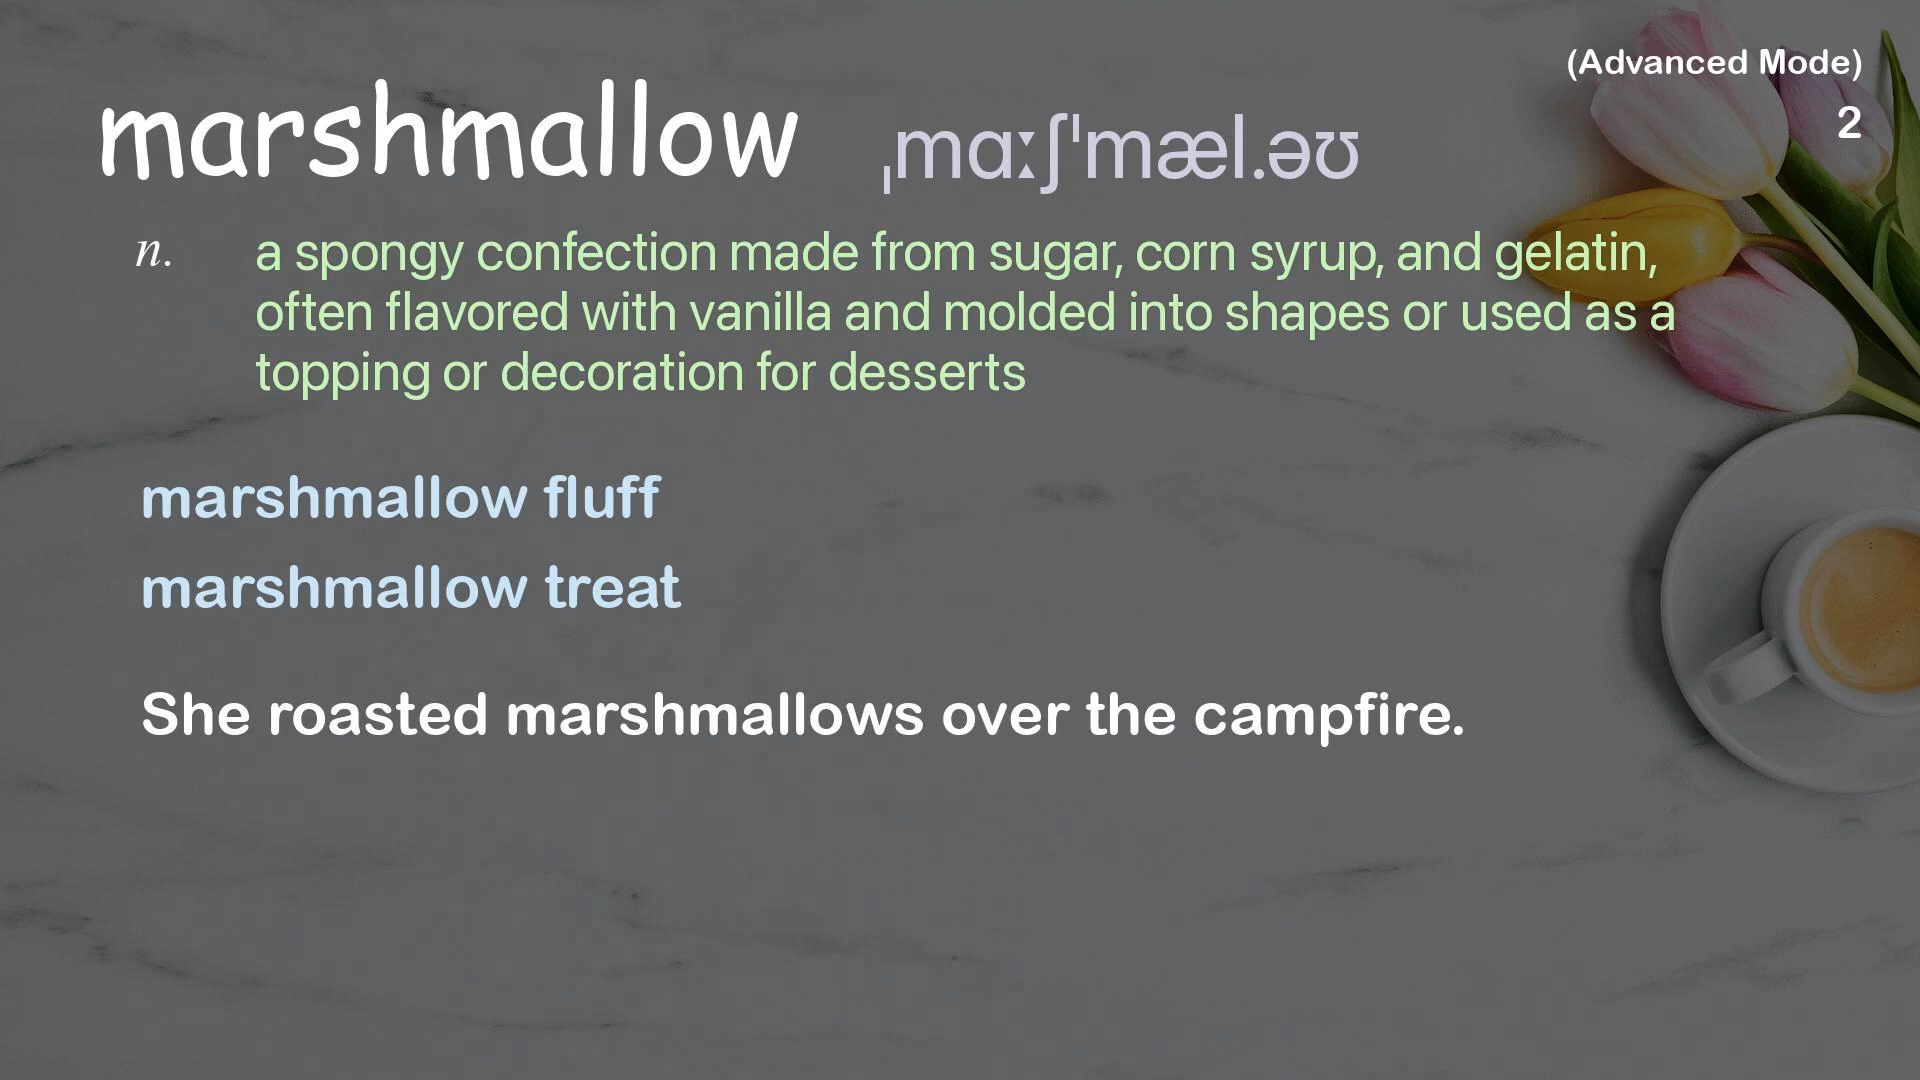 (Advanced Mode)
2
marshmallow ˌmɑːʃˈmæl.əʊ
n. a spongy confection made from sugar, corn syrup, and gelatin,
often flavored with vanilla and molded into shapes or used as a
topping or decoration for desserts
marshmallow fluff
marshmallow treat
She roasted marshmallows over the campfire.